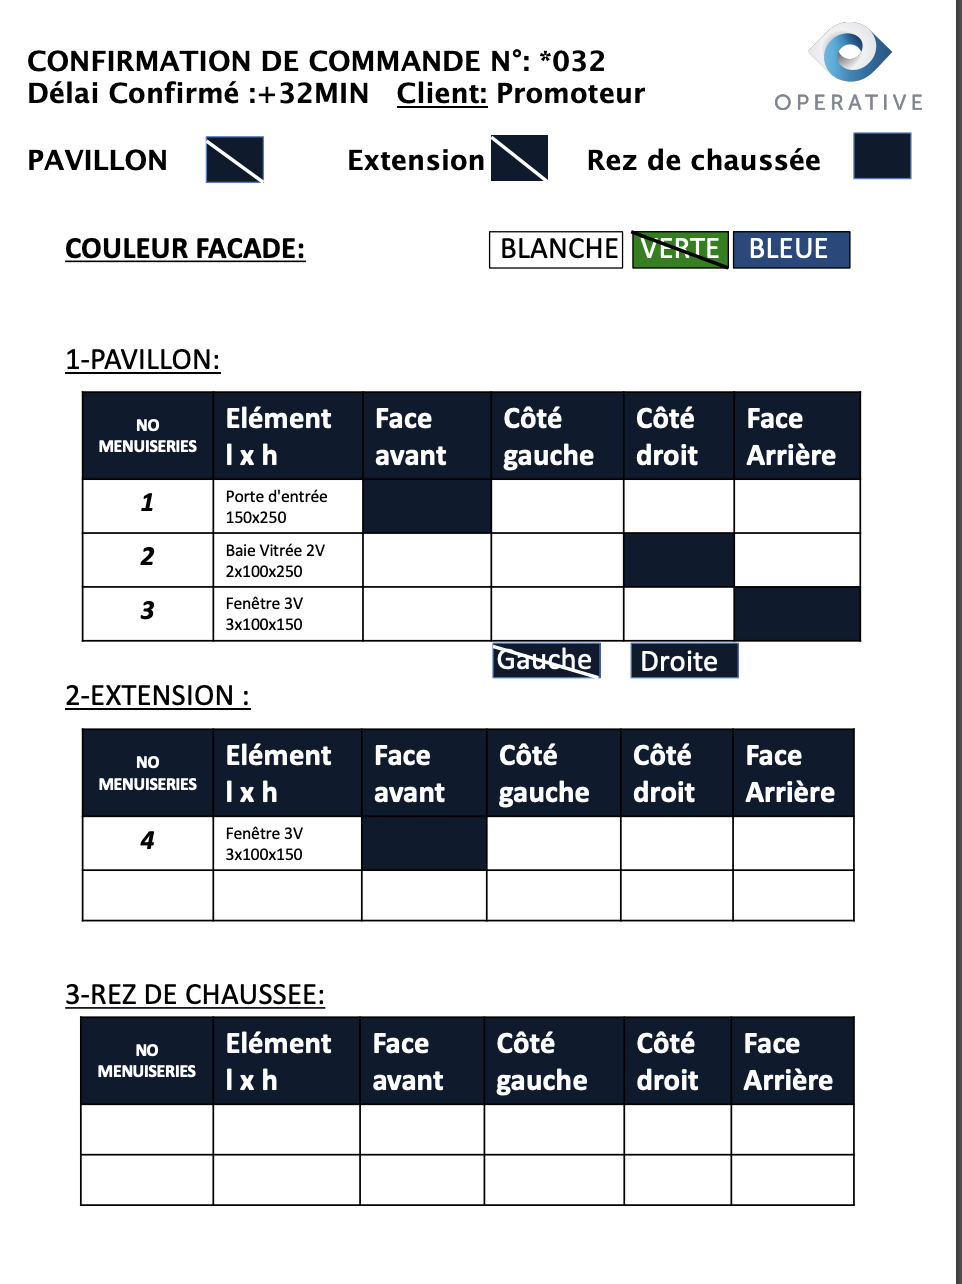 CONFIRMATION DE COMMANDE N°: *032
Délai Confirmé :+32MIN Client: Promoteur
OPERATIVE
PAVILLON Extension Rez de chaussée
COULEUR FACADE: BLANCHE VERTE BLEUE
1-PAVILLON:
NO MENUISERIES Elément l x h Face avant Côté gauche Côté droit Face Arrière
1 Porte d'entrée 150x250
2 Baie Vitrée 2V 2x100x250
3 Fenêtre 3V 3x100x150
Gauche Droite
2-EXTENSION :
NO MENUISERIES Elément l x h Face avant Côté gauche Côté droit Face Arrière
4 Fenêtre 3V 3x100x150
3-REZ DE CHAUSSEE:
NO MENUISERIES Elément l x h Face avant Côté gauche Côté droit Face Arrière